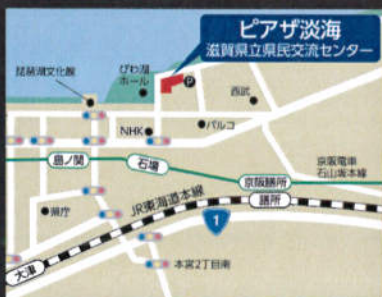 ピアザ淡海
滋賀県立県民交流センター
琵琶湖文化館
びわ湖
ホール
P
西武
NHK
パルコ
島ノ関
石場
京阪膳所
京阪電車
石山坂本線
県庁
JR東海道本線
膳所
1
大津
本宮2丁目南